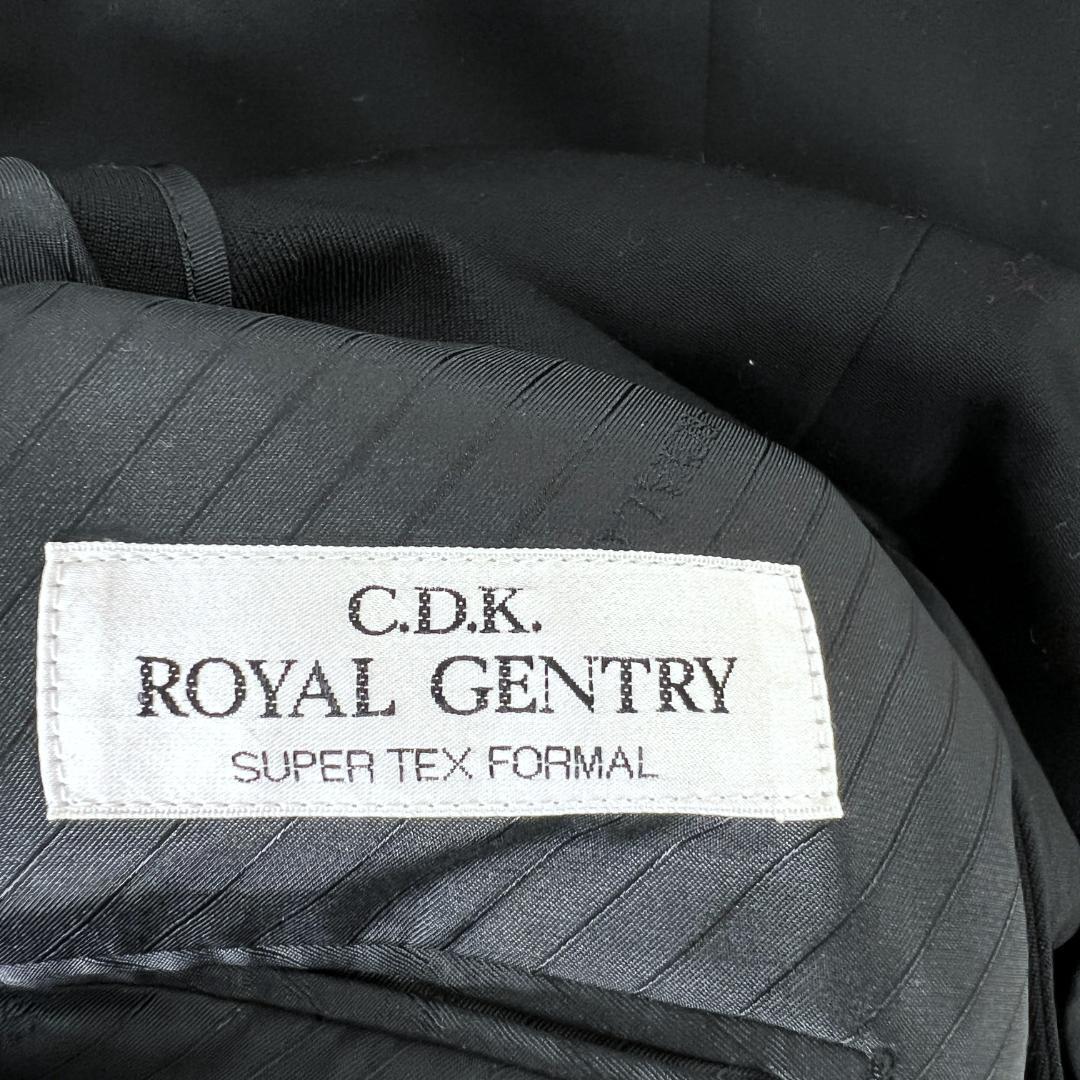 C.D.K.
ROYAL GENTRY
SUPER TEX FORMAL